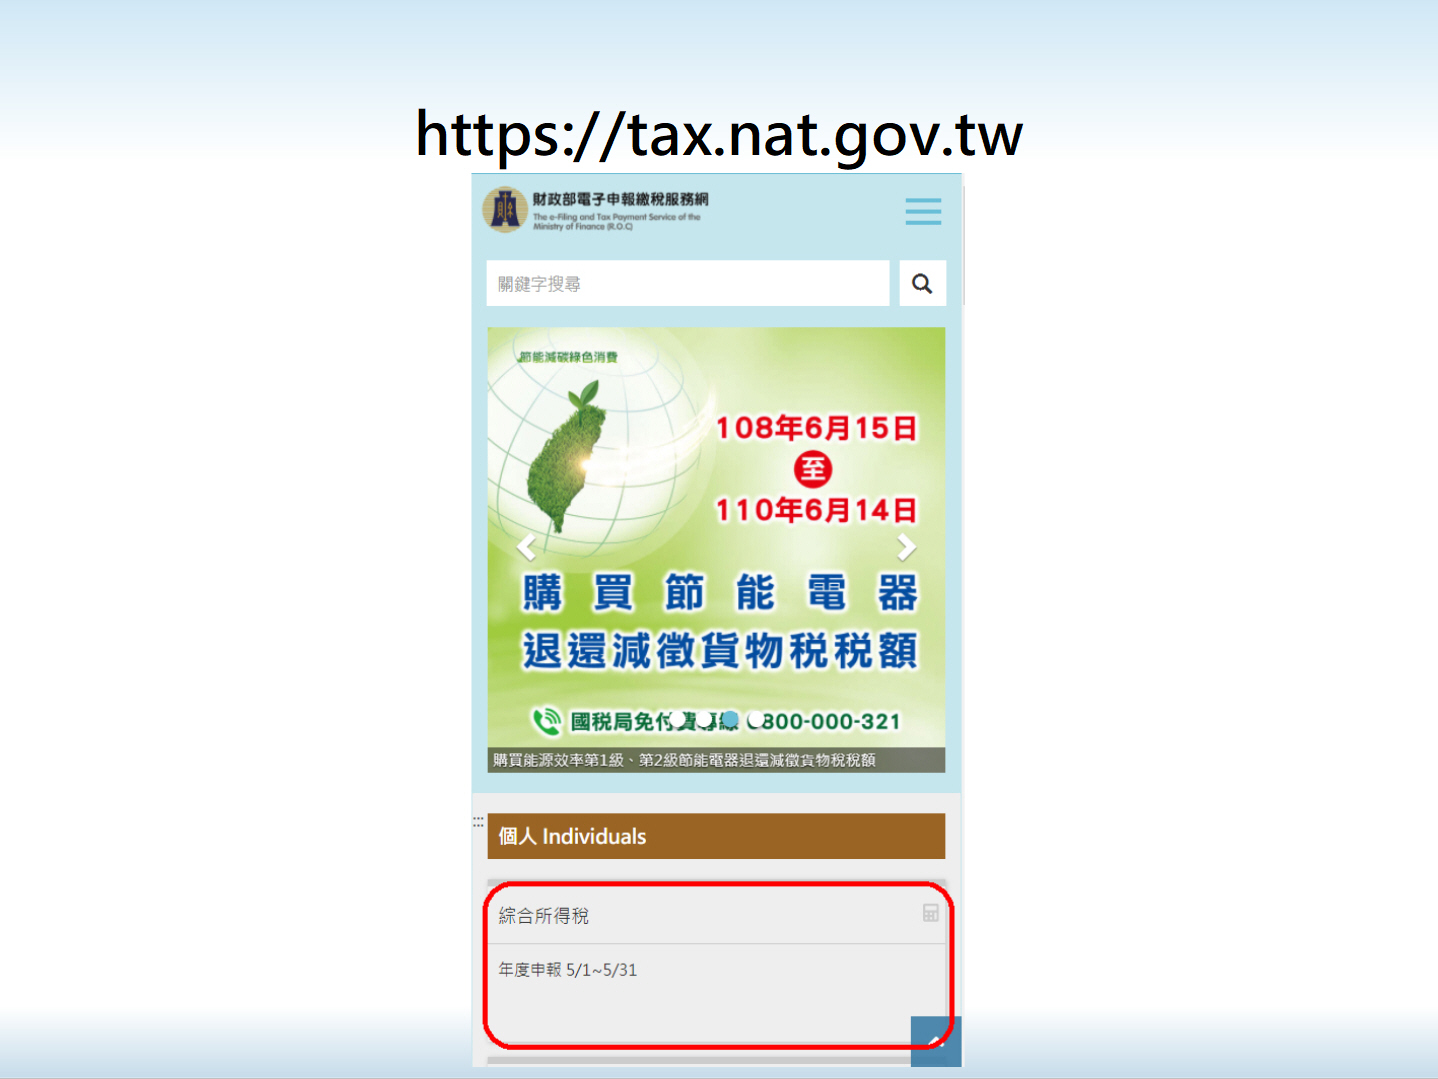 https://tax.nat.gov.tw
財政部電子申報繳稅服務網
The e-Filing and Tax Payment Service of the
Ministry of Finance (R.O.C)
關鍵字搜尋
節能減碳綠色消費
108年6月15日
至
110年6月14日
購買節能電器
退還減徵貨物稅稅額
國稅局免付費專線 0800-000-321
購買能源效率第1級、第2級節能電器退還減徵貨物稅稅額
個人 Individuals
綜合所得稅
年度申報 5/1~5/31